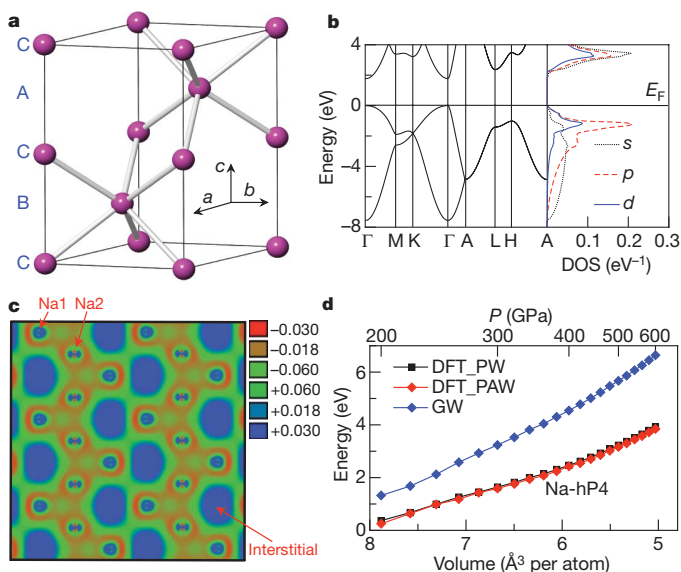 a
C
A
C
B
C
c
a
b
b
Energy (eV)
4
0
−4
−8
Γ M K Γ A L H A
0.1 0.2 0.3
DOS (eV⁻¹)
E_F
s
p
d
c
Na1 Na2
−0.030
−0.018
−0.060
+0.060
+0.018
+0.030
Interstitial
d
P (GPa)
200 300 400 500 600
DFT_PW
DFT_PAW
GW
Energy (eV)
6
4
2
0
Na-hP4
8 7 6 5
Volume (Å³ per atom)